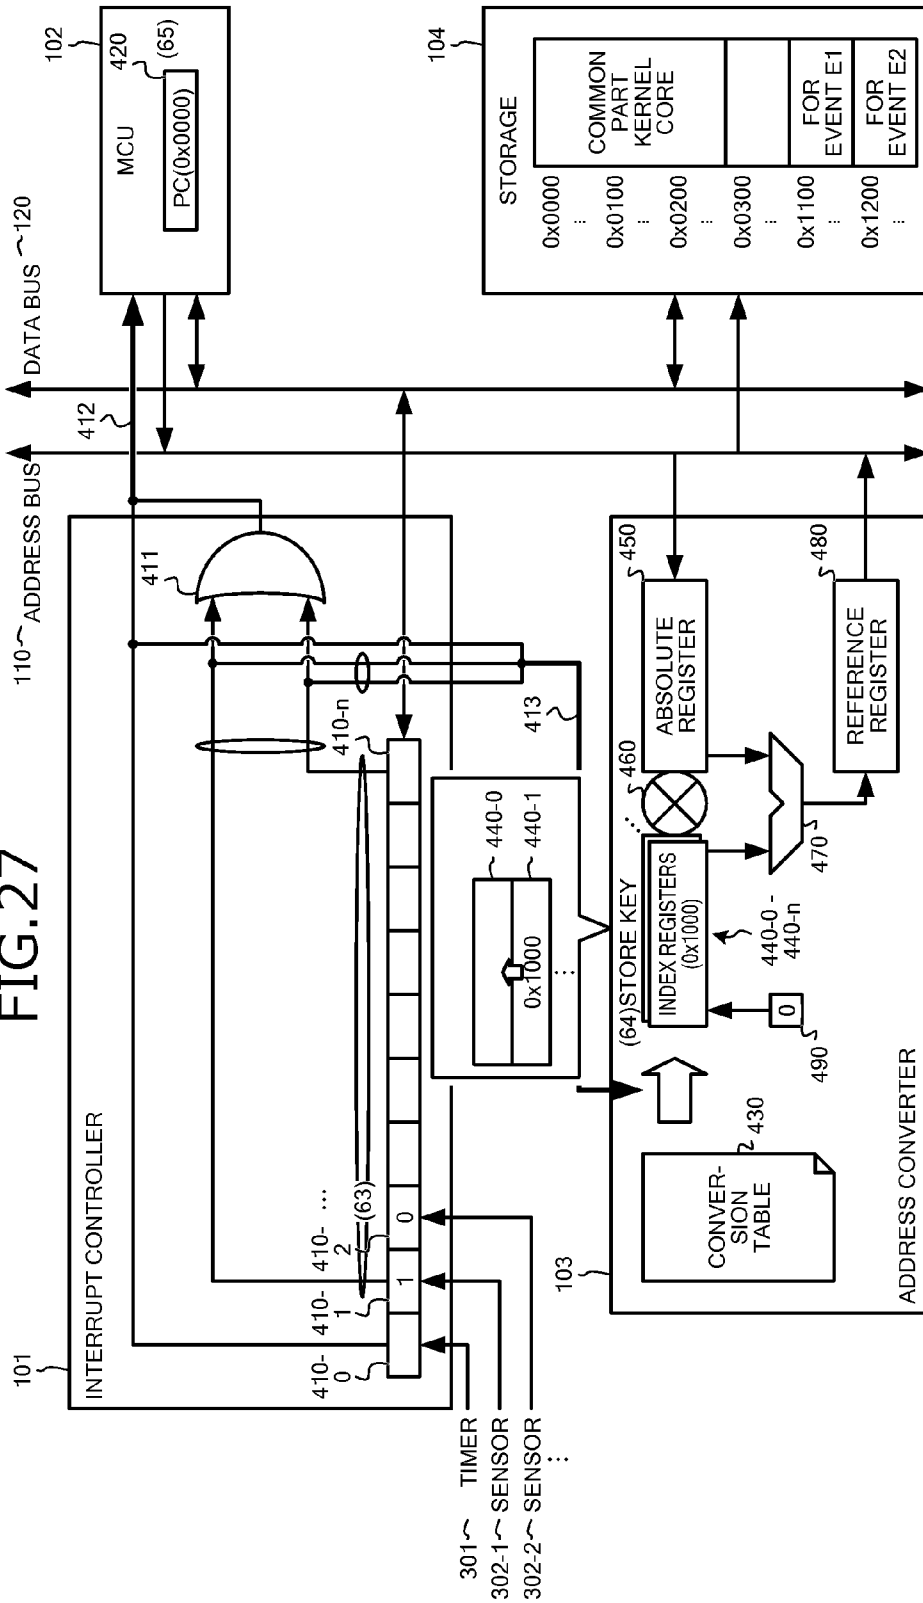 FIG.27
110 ADDRESS BUS
DATA BUS 120
101
INTERRUPT CONTROLLER
301 TIMER
302-1 SENSOR
302-2 SENSOR
⋮
410-0
410-1
410-2
...
(63)
1
0
410-n
411
412
413
102
MCU
420
(65)
PC(0x0000)
440-0
440-1
0x1000
⋮
103
CONVER-
SION
TABLE
430
(64)STORE KEY
...
INDEX REGISTERS
(0x1000)
440-0 -
440-n
0
490
460
ABSOLUTE
REGISTER
450
470
REFERENCE
REGISTER
480
ADDRESS CONVERTER
104
STORAGE
0x0000
⋮
0x0100
⋮
0x0200
⋮
0x0300
⋮
0x1100
⋮
0x1200
⋮
COMMON
PART
KERNEL
CORE
FOR
EVENT E1
FOR
EVENT E2